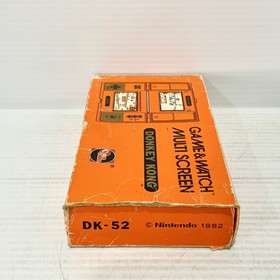 GAME&WATCH
MULTI SCREEN
DONKEY KONG
DK-52 © Nintendo 1982